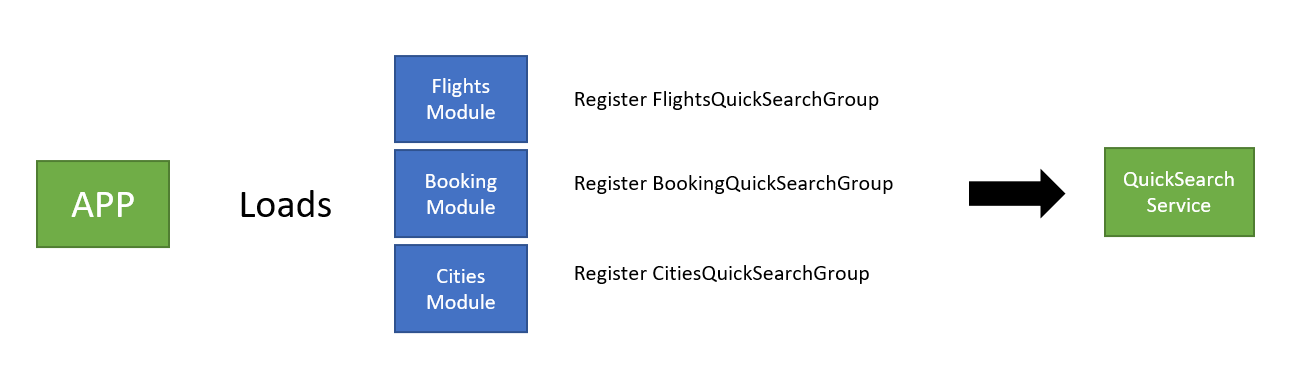 APP
Loads
Flights
Module
Register FlightsQuickSearchGroup
Booking
Module
Register BookingQuickSearchGroup
Cities
Module
Register CitiesQuickSearchGroup
QuickSearch
Service